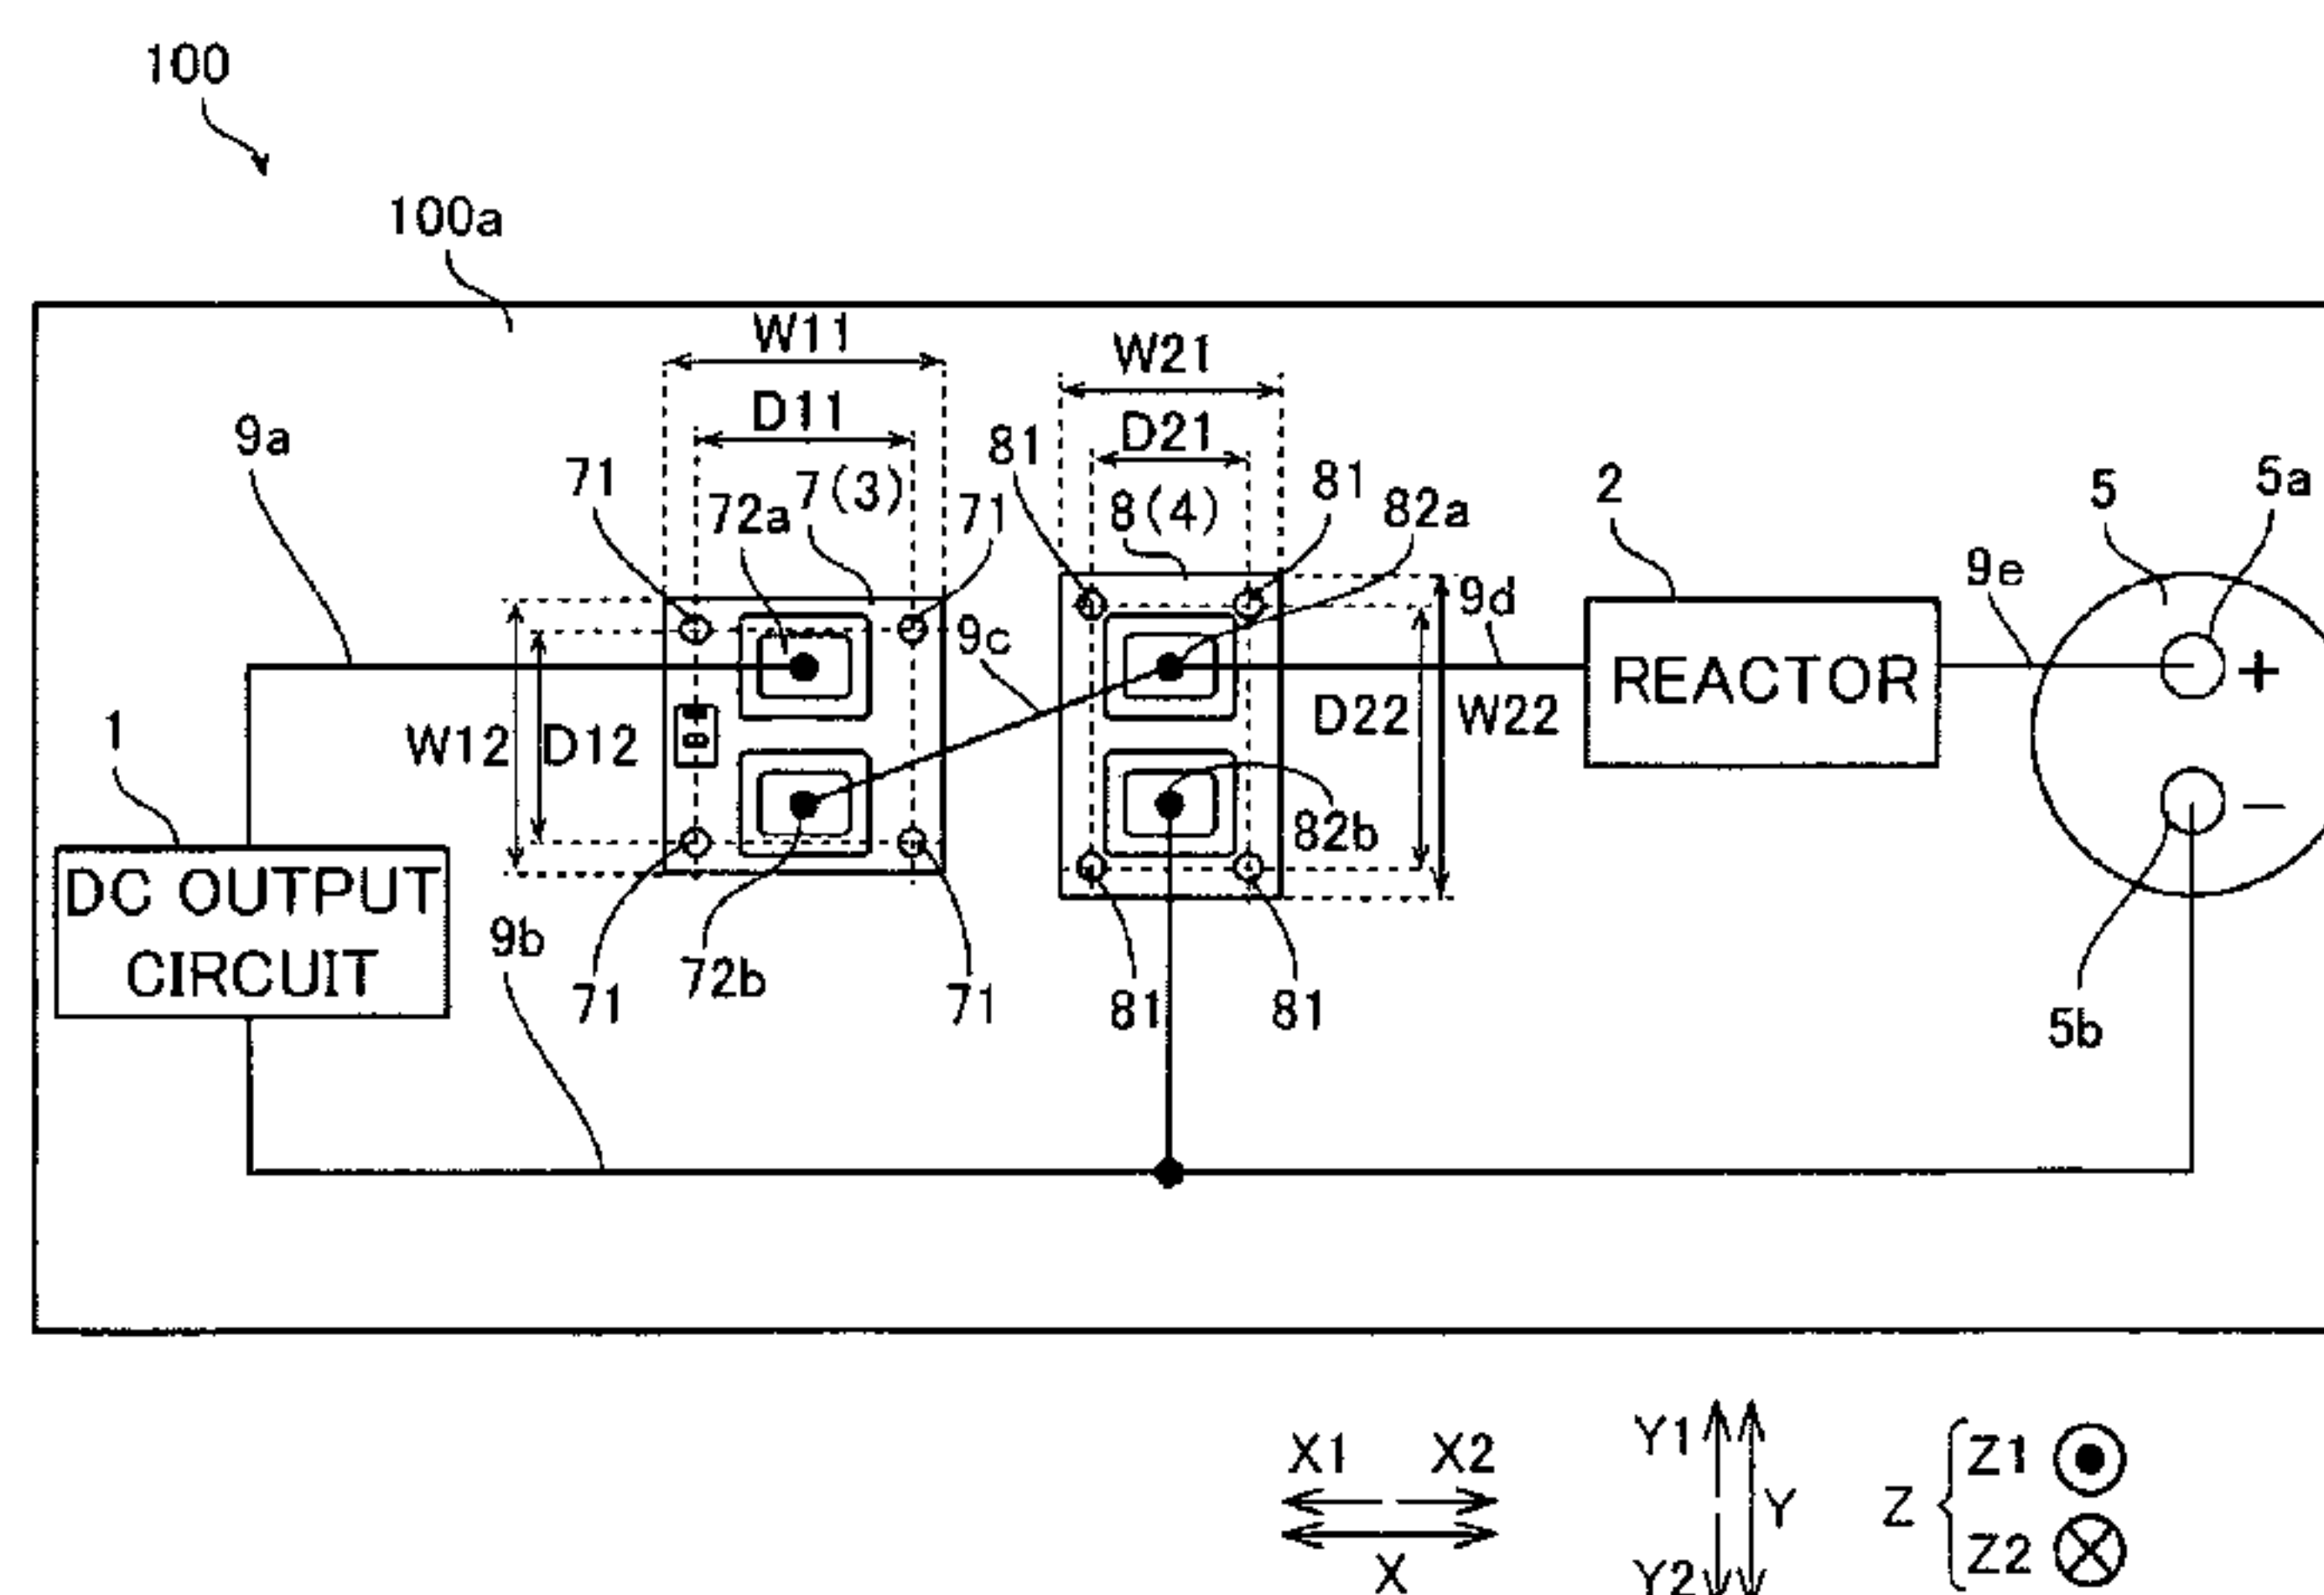 100
100a
W11
W21
D11
D21
9a
71
7(3)
72a
71
81
8(4)
81
82a
2
5
5a
9e
9c
9d
REACTOR
+
W12
D12
D22
W22
1
−
82b
DC OUTPUT
CIRCUIT
9b
71
72b
71
81
81
5b
X1
X2
X
Y1
Y
Y2
Z
Z1
Z2